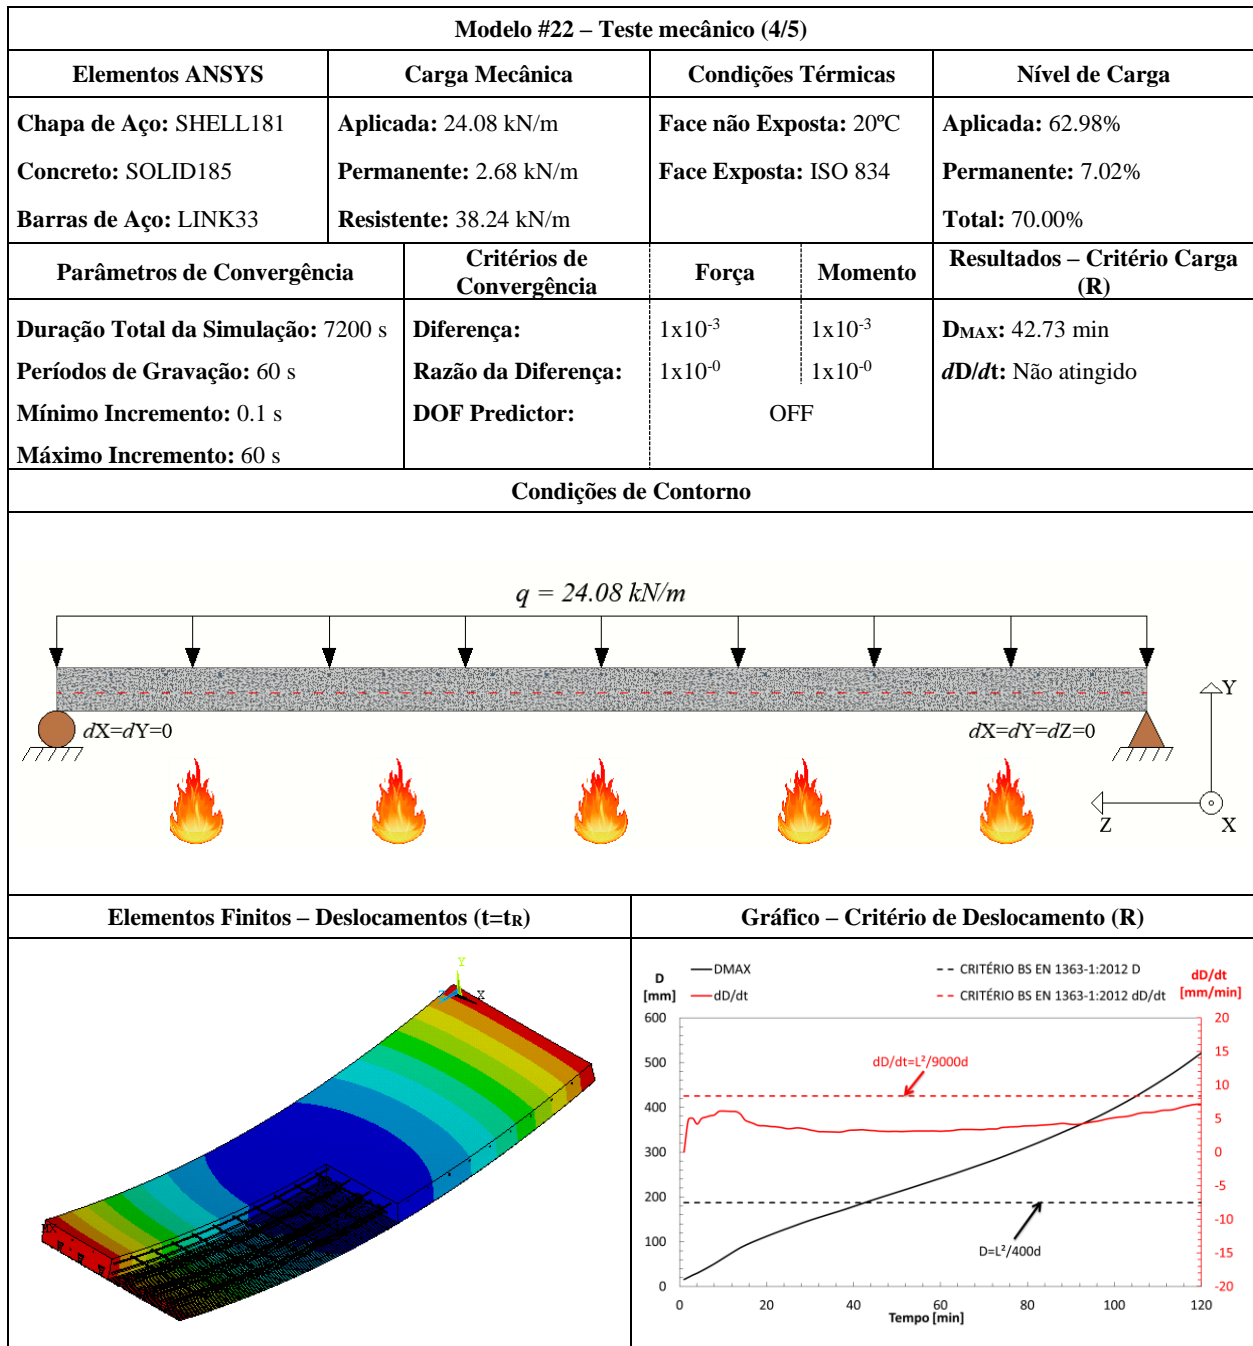 Modelo #22 – Teste mecânico (4/5)
Elementos ANSYS
Carga Mecânica
Condições Térmicas
Nível de Carga
Chapa de Aço: SHELL181
Concreto: SOLID185
Barras de Aço: LINK33
Aplicada: 24.08 kN/m
Permanente: 2.68 kN/m
Resistente: 38.24 kN/m
Face não Exposta: 20ºC
Face Exposta: ISO 834
Aplicada: 62.98%
Permanente: 7.02%
Total: 70.00%
Parâmetros de Convergência
Critérios de
Convergência
Força
Momento
Resultados – Critério Carga
(R)
Duração Total da Simulação: 7200 s
Períodos de Gravação: 60 s
Mínimo Incremento: 0.1 s
Máximo Incremento: 60 s
Diferença: 1x10⁻³ 1x10⁻³
Razão da Diferença: 1x10⁻⁰ 1x10⁻⁰
DOF Predictor: OFF
DMAX: 42.73 min
dD/dt: Não atingido
Condições de Contorno
q = 24.08 kN/m
dX=dY=0
dX=dY=dZ=0
Y
Z
X
Elementos Finitos – Deslocamentos (t=tR)
Gráfico – Critério de Deslocamento (R)
Y
Z
X
MX
D
[mm]
DMAX
dD/dt
CRITÉRIO BS EN 1363-1:2012 D
CRITÉRIO BS EN 1363-1:2012 dD/dt
dD/dt
[mm/min]
600
500
400
300
200
100
0
20
15
10
5
0
-5
-10
-15
-20
dD/dt=L²/9000d
D=L²/400d
0 20 40 60 80 100 120
Tempo [min]